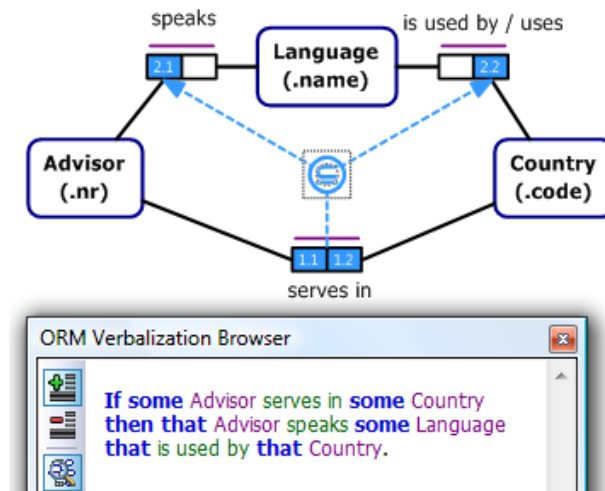 speaks
is used by / uses
2.1
Language
(.name)
2.2
Advisor
(.nr)
Country
(.code)
1.1 1.2
serves in
ORM Verbalization Browser
If some Advisor serves in some Country
then that Advisor speaks some Language
that is used by that Country.